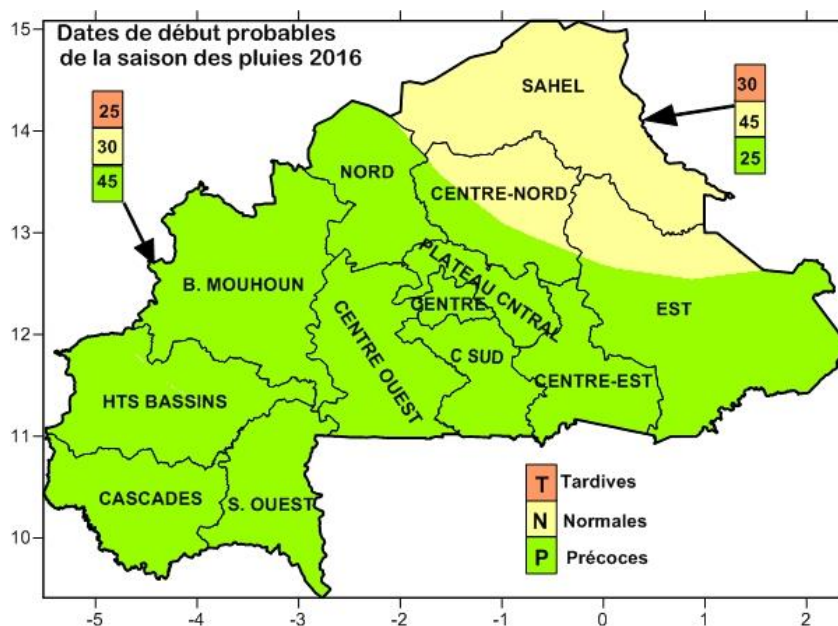 Dates de début probables
de la saison des pluies 2016
15
14
13
12
11
10
-5
-4
-3
-2
-1
0
1
2
25
30
45
30
45
25
SAHEL
NORD
CENTRE-NORD
B. MOUHOUN
PLATEAU CNTRAL
CENTRE
EST
CENTRE OUEST
C SUD
CENTRE-EST
HTS BASSINS
CASCADES
S. OUEST
T Tardives
N Normales
P Précoces